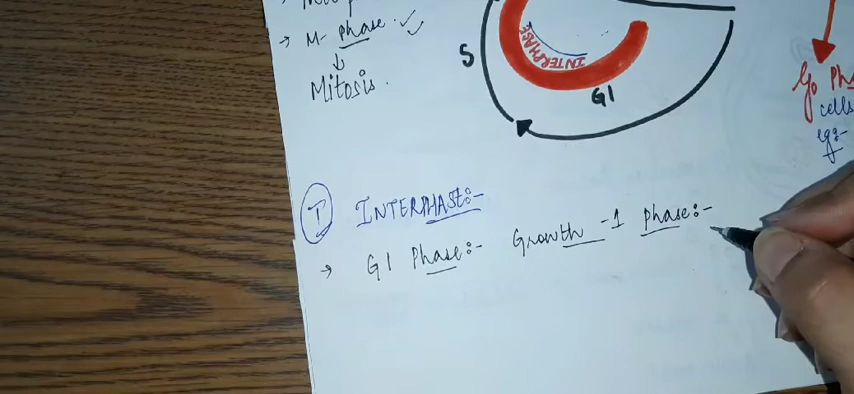 → M- phase.
Mitosis.
S
INTERPHASE
G1
G0 Ph
cells
eg:-
I INTERPHASE:-
→ G1 Phase:- Growth -1 phase:-